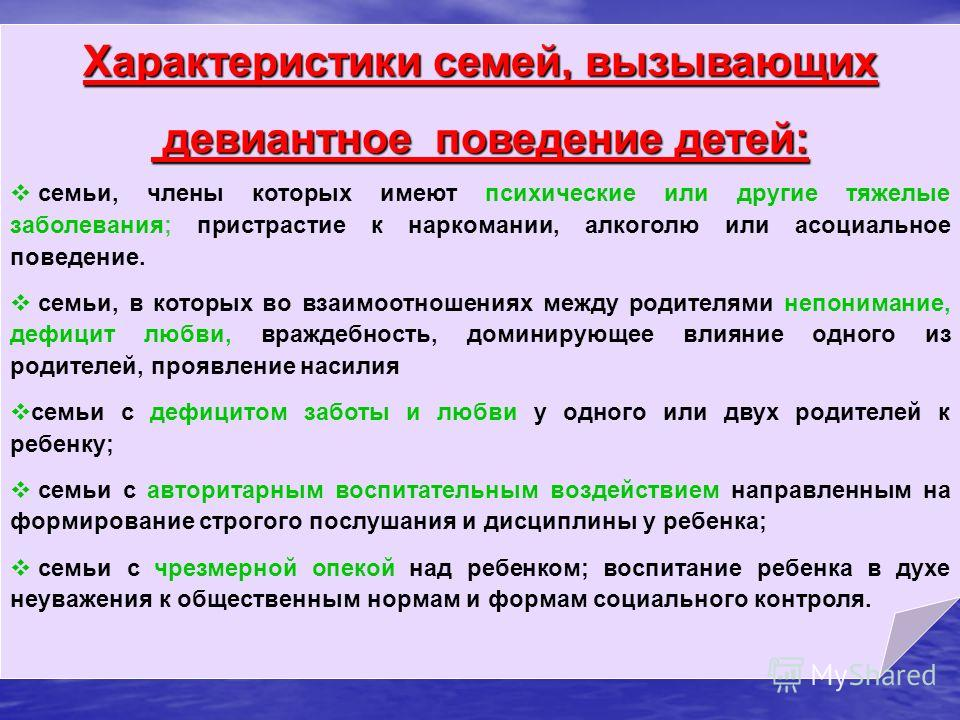 Характеристики семей, вызывающих
девиантное поведение детей:
❖ семьи, члены которых имеют психические или другие тяжелые
заболевания; пристрастие к наркомании, алкоголю или асоциальное
поведение.
❖ семьи, в которых во взаимоотношениях между родителями непонимание,
дефицит любви, враждебность, доминирующее влияние одного из
родителей, проявление насилия
❖семьи с дефицитом заботы и любви у одного или двух родителей к
ребенку;
❖ семьи с авторитарным воспитательным воздействием направленным на
формирование строгого послушания и дисциплины у ребенка;
❖ семьи с чрезмерной опекой над ребенком; воспитание ребенка в духе
неуважения к общественным нормам и формам социального контроля.
MyShared